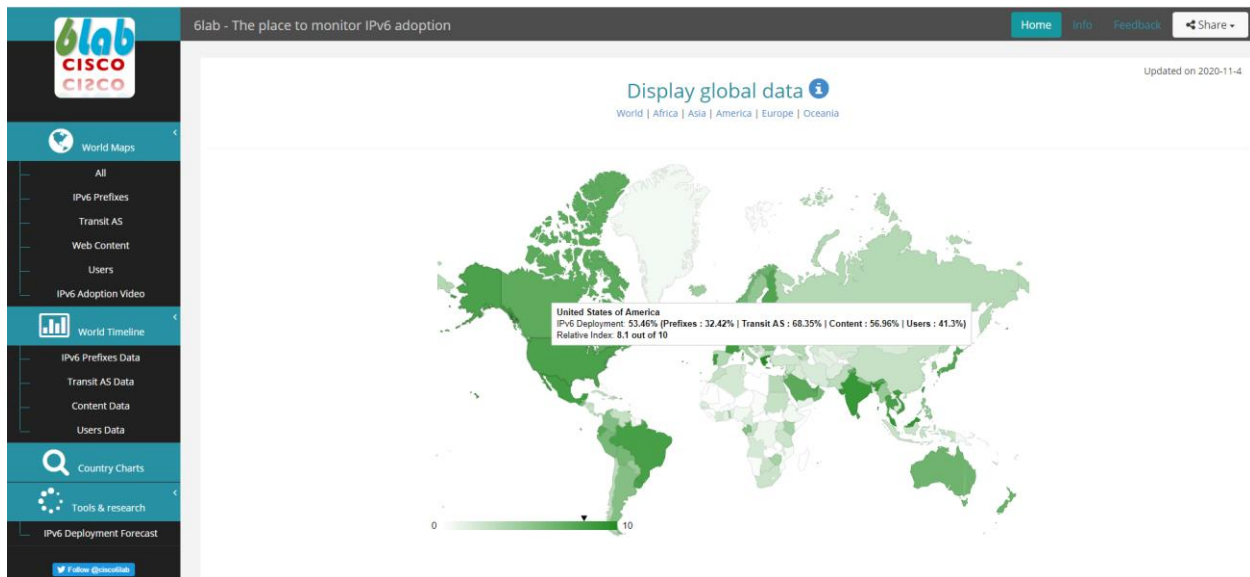 6lab
CISCO
CISCO
6lab - The place to monitor IPv6 adoption
Home
Info
Feedback
Share
Updated on 2020-11-4
Display global data
World | Africa | Asia | America | Europe | Oceania
World Maps
All
IPv6 Prefixes
Transit AS
Web Content
Users
IPv6 Adoption Video
World Timeline
IPv6 Prefixes Data
Transit AS Data
Content Data
Users Data
Country Charts
Tools & research
IPv6 Deployment Forecast
Follow @cisco6lab
United States of America
IPv6 Deployment: 53.46% (Prefixes : 32.42% | Transit AS : 68.35% | Content : 56.96% | Users : 41.3%)
Relative Index: 8.1 out of 10
0
10